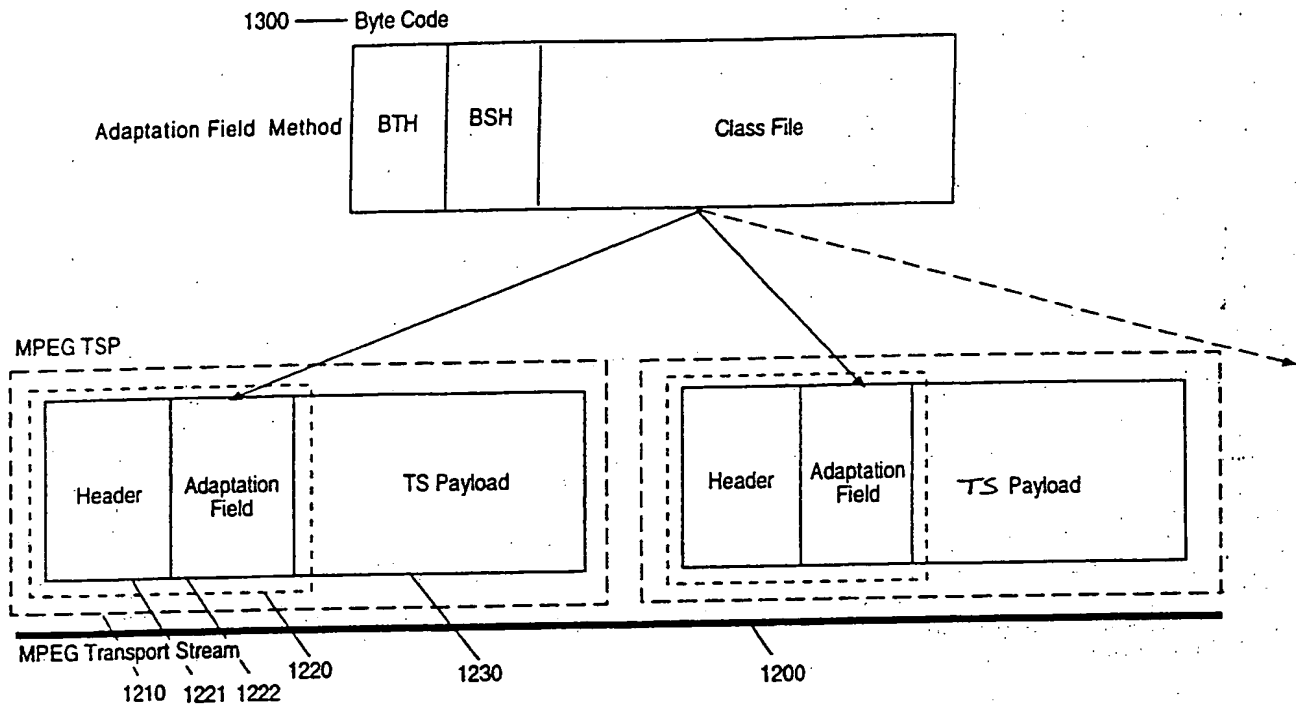 1300 Byte Code
Adaptation Field Method
BTH
BSH
Class File
MPEG TSP
Header
Adaptation
Field
TS Payload
Header
Adaptation
Field
TS Payload
MPEG Transport Stream
1210
1221
1222
1220
1230
1200